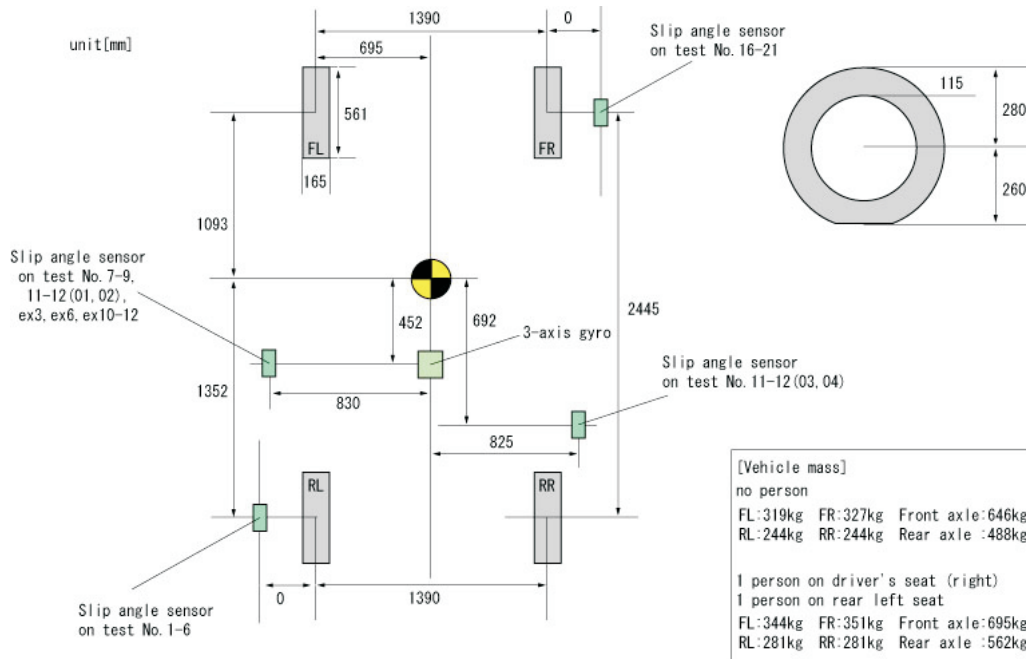 unit[mm]
1390
0
695
Slip angle sensor
on test No. 16-21
115
280
260
561
FL
FR
165
1093
Slip angle sensor
on test No. 7-9,
11-12(01, 02),
ex3, ex6, ex10-12
452
692
2445
3-axis gyro
1352
830
Slip angle sensor
on test No. 11-12(03, 04)
825
RL
RR
0
1390
Slip angle sensor
on test No. 1-6
[Vehicle mass]
no person
FL:319kg FR:327kg Front axle:646kg
RL:244kg RR:244kg Rear axle :488kg
1 person on driver's seat (right)
1 person on rear left seat
FL:344kg FR:351kg Front axle:695kg
RL:281kg RR:281kg Rear axle :562kg